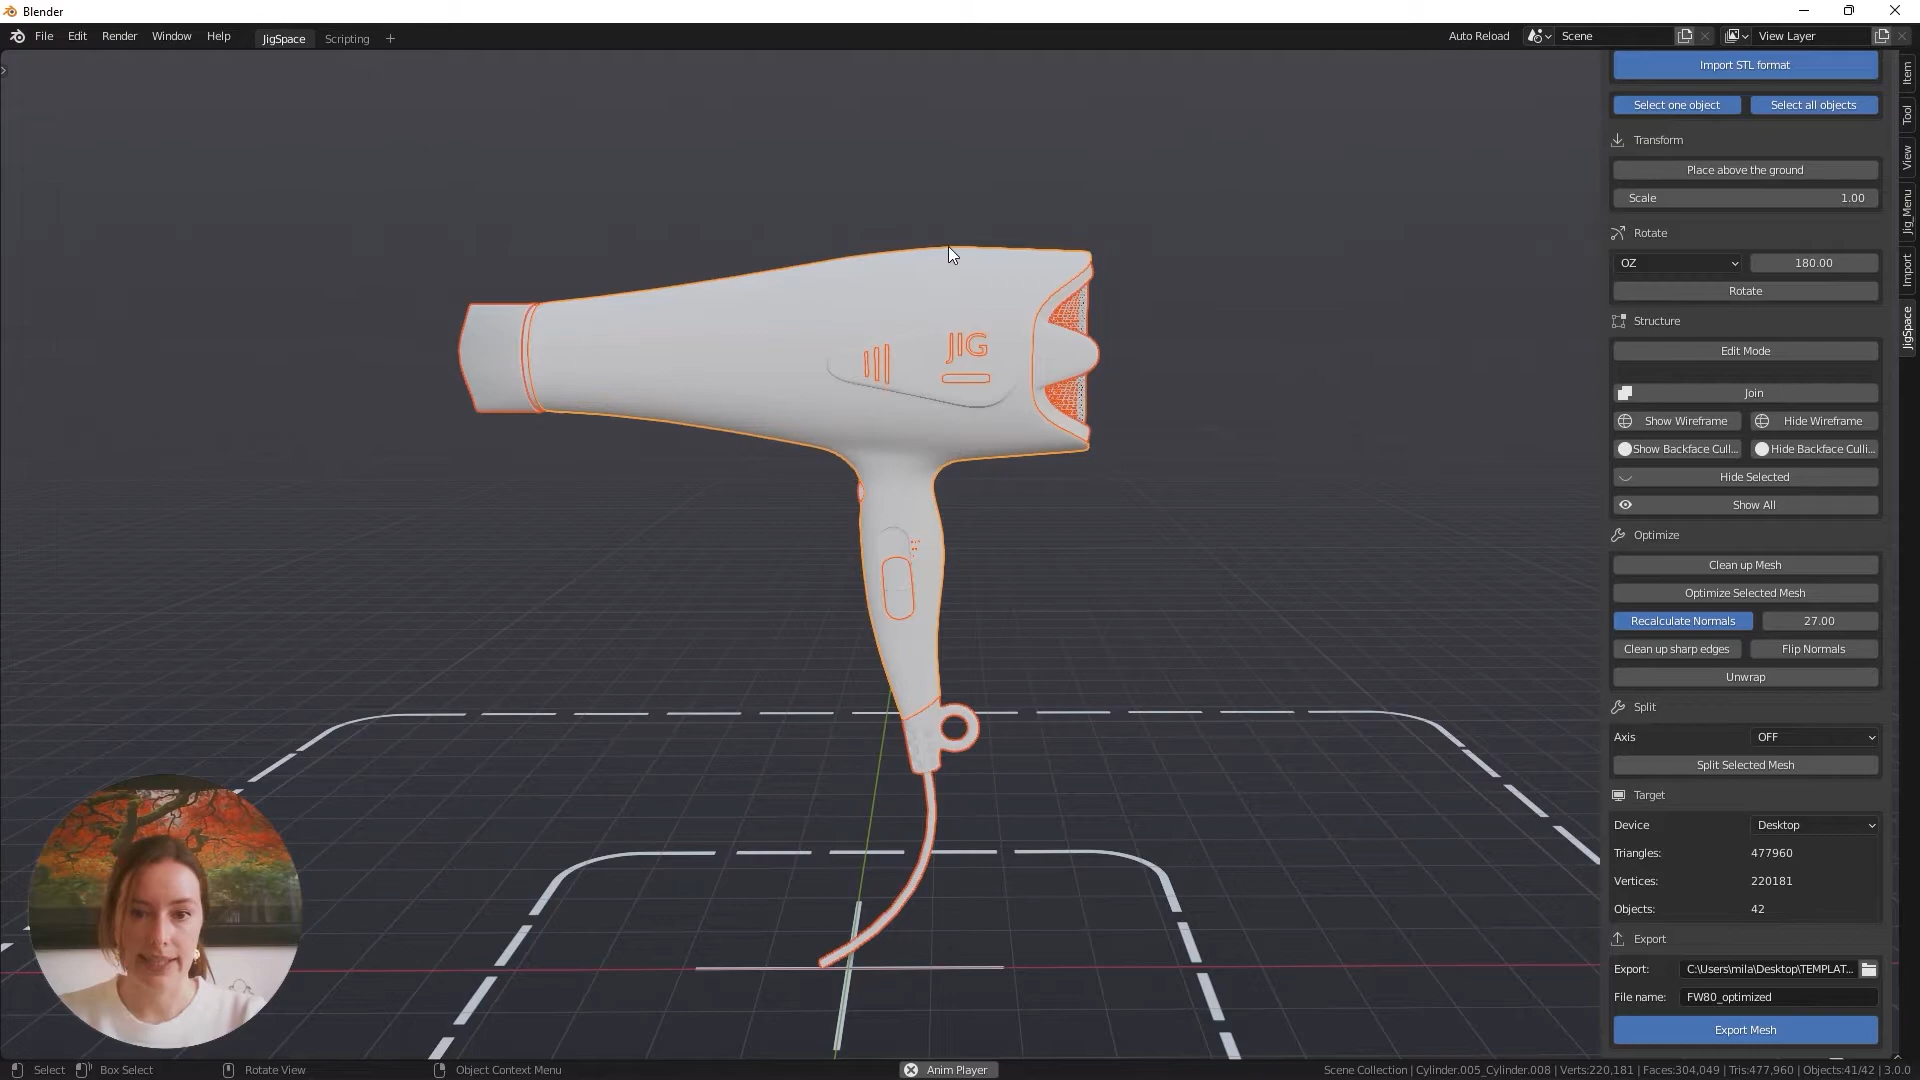 Blender
File Edit Render Window Help JigSpace Scripting + Auto Reload Scene View Layer
Import STL format
Select one object Select all objects
Transform
Place above the ground
Scale 1.00
Rotate
OZ 180.00
Rotate
Structure
Edit Mode
Join
Show Wireframe Hide Wireframe
Show Backface Cull... Hide Backface Culli...
Hide Selected
Show All
Optimize
Clean up Mesh
Optimize Selected Mesh
Recalculate Normals 27.00
Clean up sharp edges Flip Normals
Unwrap
Split
Axis OFF
Split Selected Mesh
Target
Device Desktop
Triangles: 477960
Vertices: 220181
Objects: 42
Export
Export: C:\Users\mila\Desktop\TEMPLAT...
File name: FW80_optimized
Export Mesh
Item
Tool
View
Jig_Menu
Import
JigSpace
JIG
Select Box Select Rotate View Object Context Menu Anim Player Scene Collection | Cylinder.005_Cylinder.008 | Verts:220,181 | Faces:304,049 | Tris:477,960 | Objects:41/42 | 3.0.0